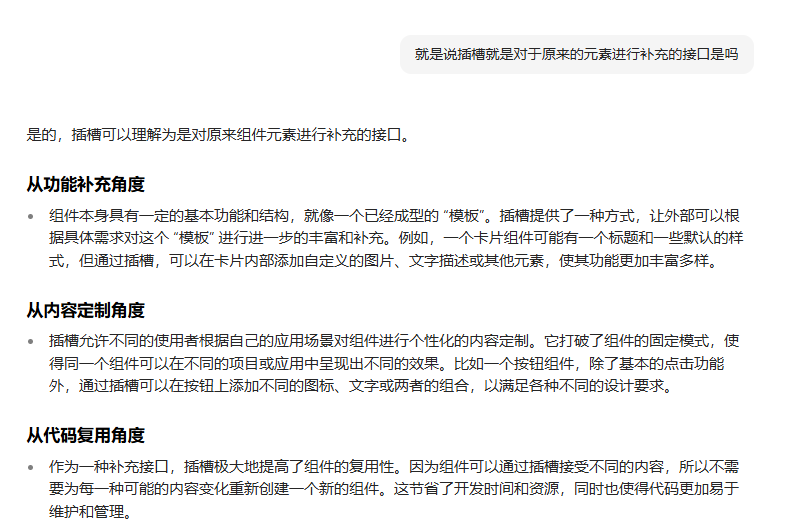 就是说插槽就是对于原来的元素进行补充的接口是吗
是的，插槽可以理解为是对原来组件元素进行补充的接口。
从功能补充角度
• 组件本身具有一定的基本功能和结构，就像一个已经成型的 “模板”。插槽提供了一种方式，让外部可以根
据具体需求对这个 “模板” 进行进一步的丰富和补充。例如，一个卡片组件可能有一个标题和一些默认的样
式，但通过插槽，可以在卡片内部添加自定义的图片、文字描述或其他元素，使其功能更加丰富多样。
从内容定制角度
• 插槽允许不同的使用者根据自己的应用场景对组件进行个性化的内容定制。它打破了组件的固定模式，使
得同一个组件可以在不同的项目或应用中呈现出不同的效果。比如一个按钮组件，除了基本的点击功能
外，通过插槽可以在按钮上添加不同的图标、文字或两者的组合，以满足各种不同的设计要求。
从代码复用角度
• 作为一种补充接口，插槽极大地提高了组件的复用性。因为组件可以通过插槽接受不同的内容，所以不需
要为每一种可能的内容变化重新创建一个新的组件。这节省了开发时间和资源，同时也使得代码更加易于
维护和管理。